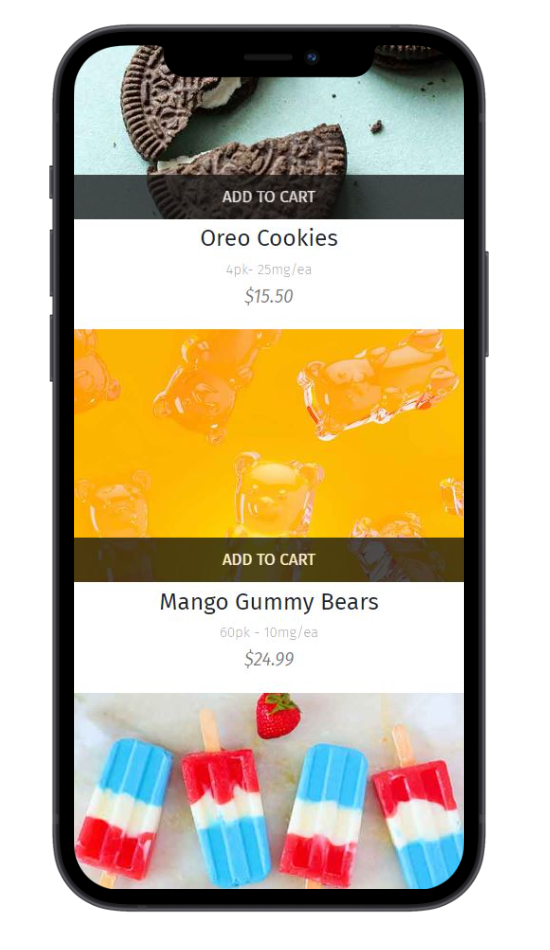 ADD TO CART
Oreo Cookies
4pk- 25mg/ea
$15.50
ADD TO CART
Mango Gummy Bears
60pk - 10mg/ea
$24.99